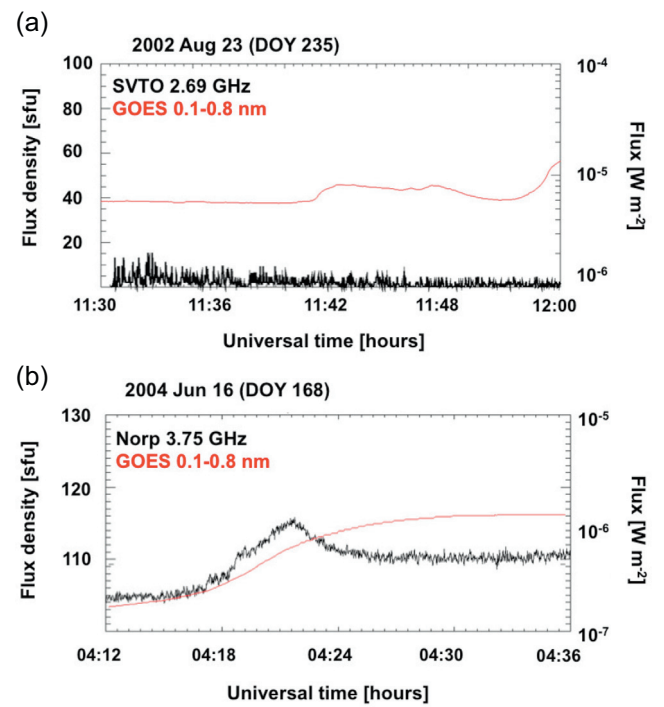 (a)
2002 Aug 23 (DOY 235)
100
80
60
40
20
Flux density [sfu]
SVTO 2.69 GHz
GOES 0.1-0.8 nm
10-4
10-5
10-6
Flux
[W m-2]
11:30 11:36 11:42 11:48 12:00
Universal time [hours]
(b)
2004 Jun 16 (DOY 168)
130
120
110
Flux density [sfu]
Norp 3.75 GHz
GOES 0.1-0.8 nm
10-5
10-6
10-7
Flux [W m-2]
04:12 04:18 04:24 04:30 04:36
Universal time [hours]